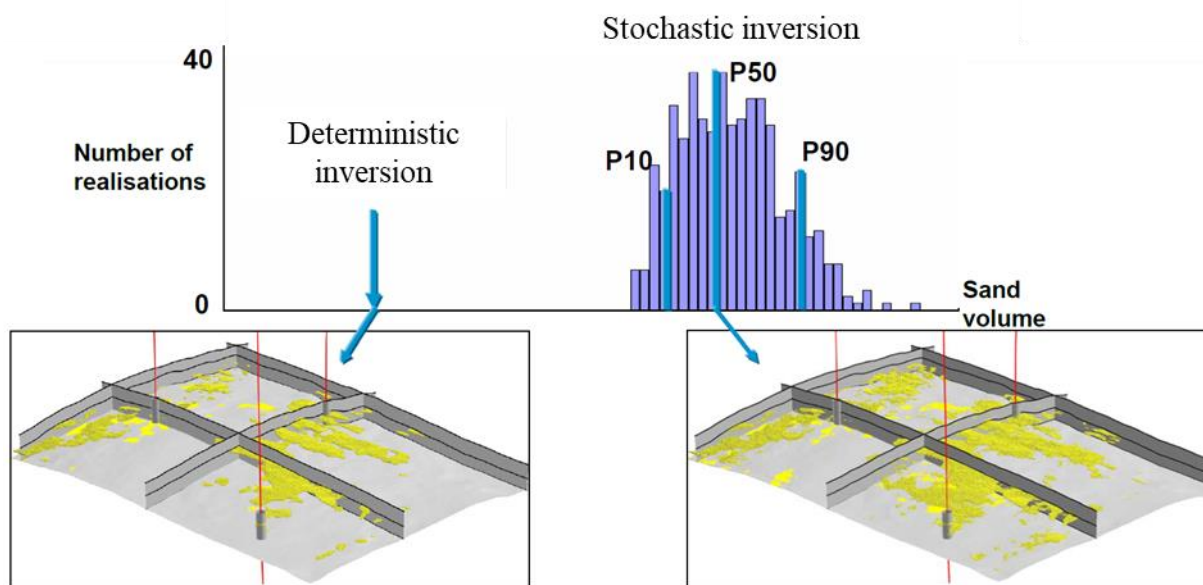 Stochastic inversion
40
P50
Deterministic
inversion
Number of
realisations
P10
P90
0
Sand
volume